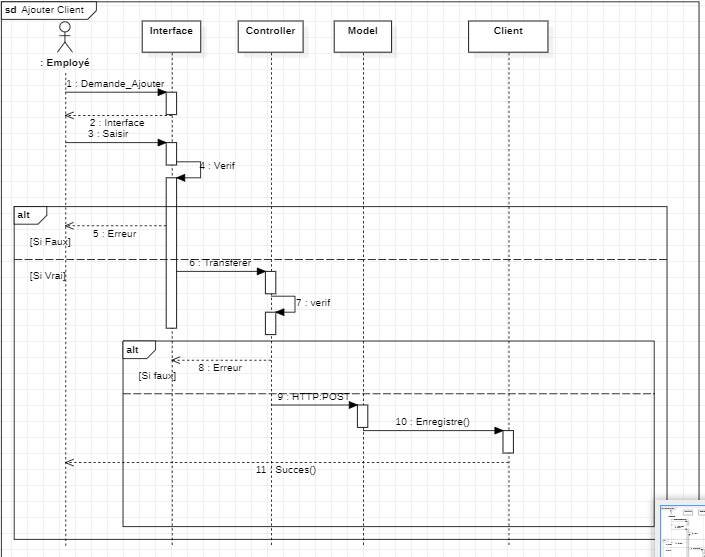 sd Ajouter Client
Interface
Controller
Model
Client
: Employé
1 : Demande_Ajouter
2 : Interface
3 : Saisir
4 : Verif
alt
5 : Erreur
[Si Faux]
6 : Transferer
[Si Vrai]
7 : verif
alt
8 : Erreur
[Si faux]
9 : HTTP:POST
10 : Enregistre()
11 : Succes()